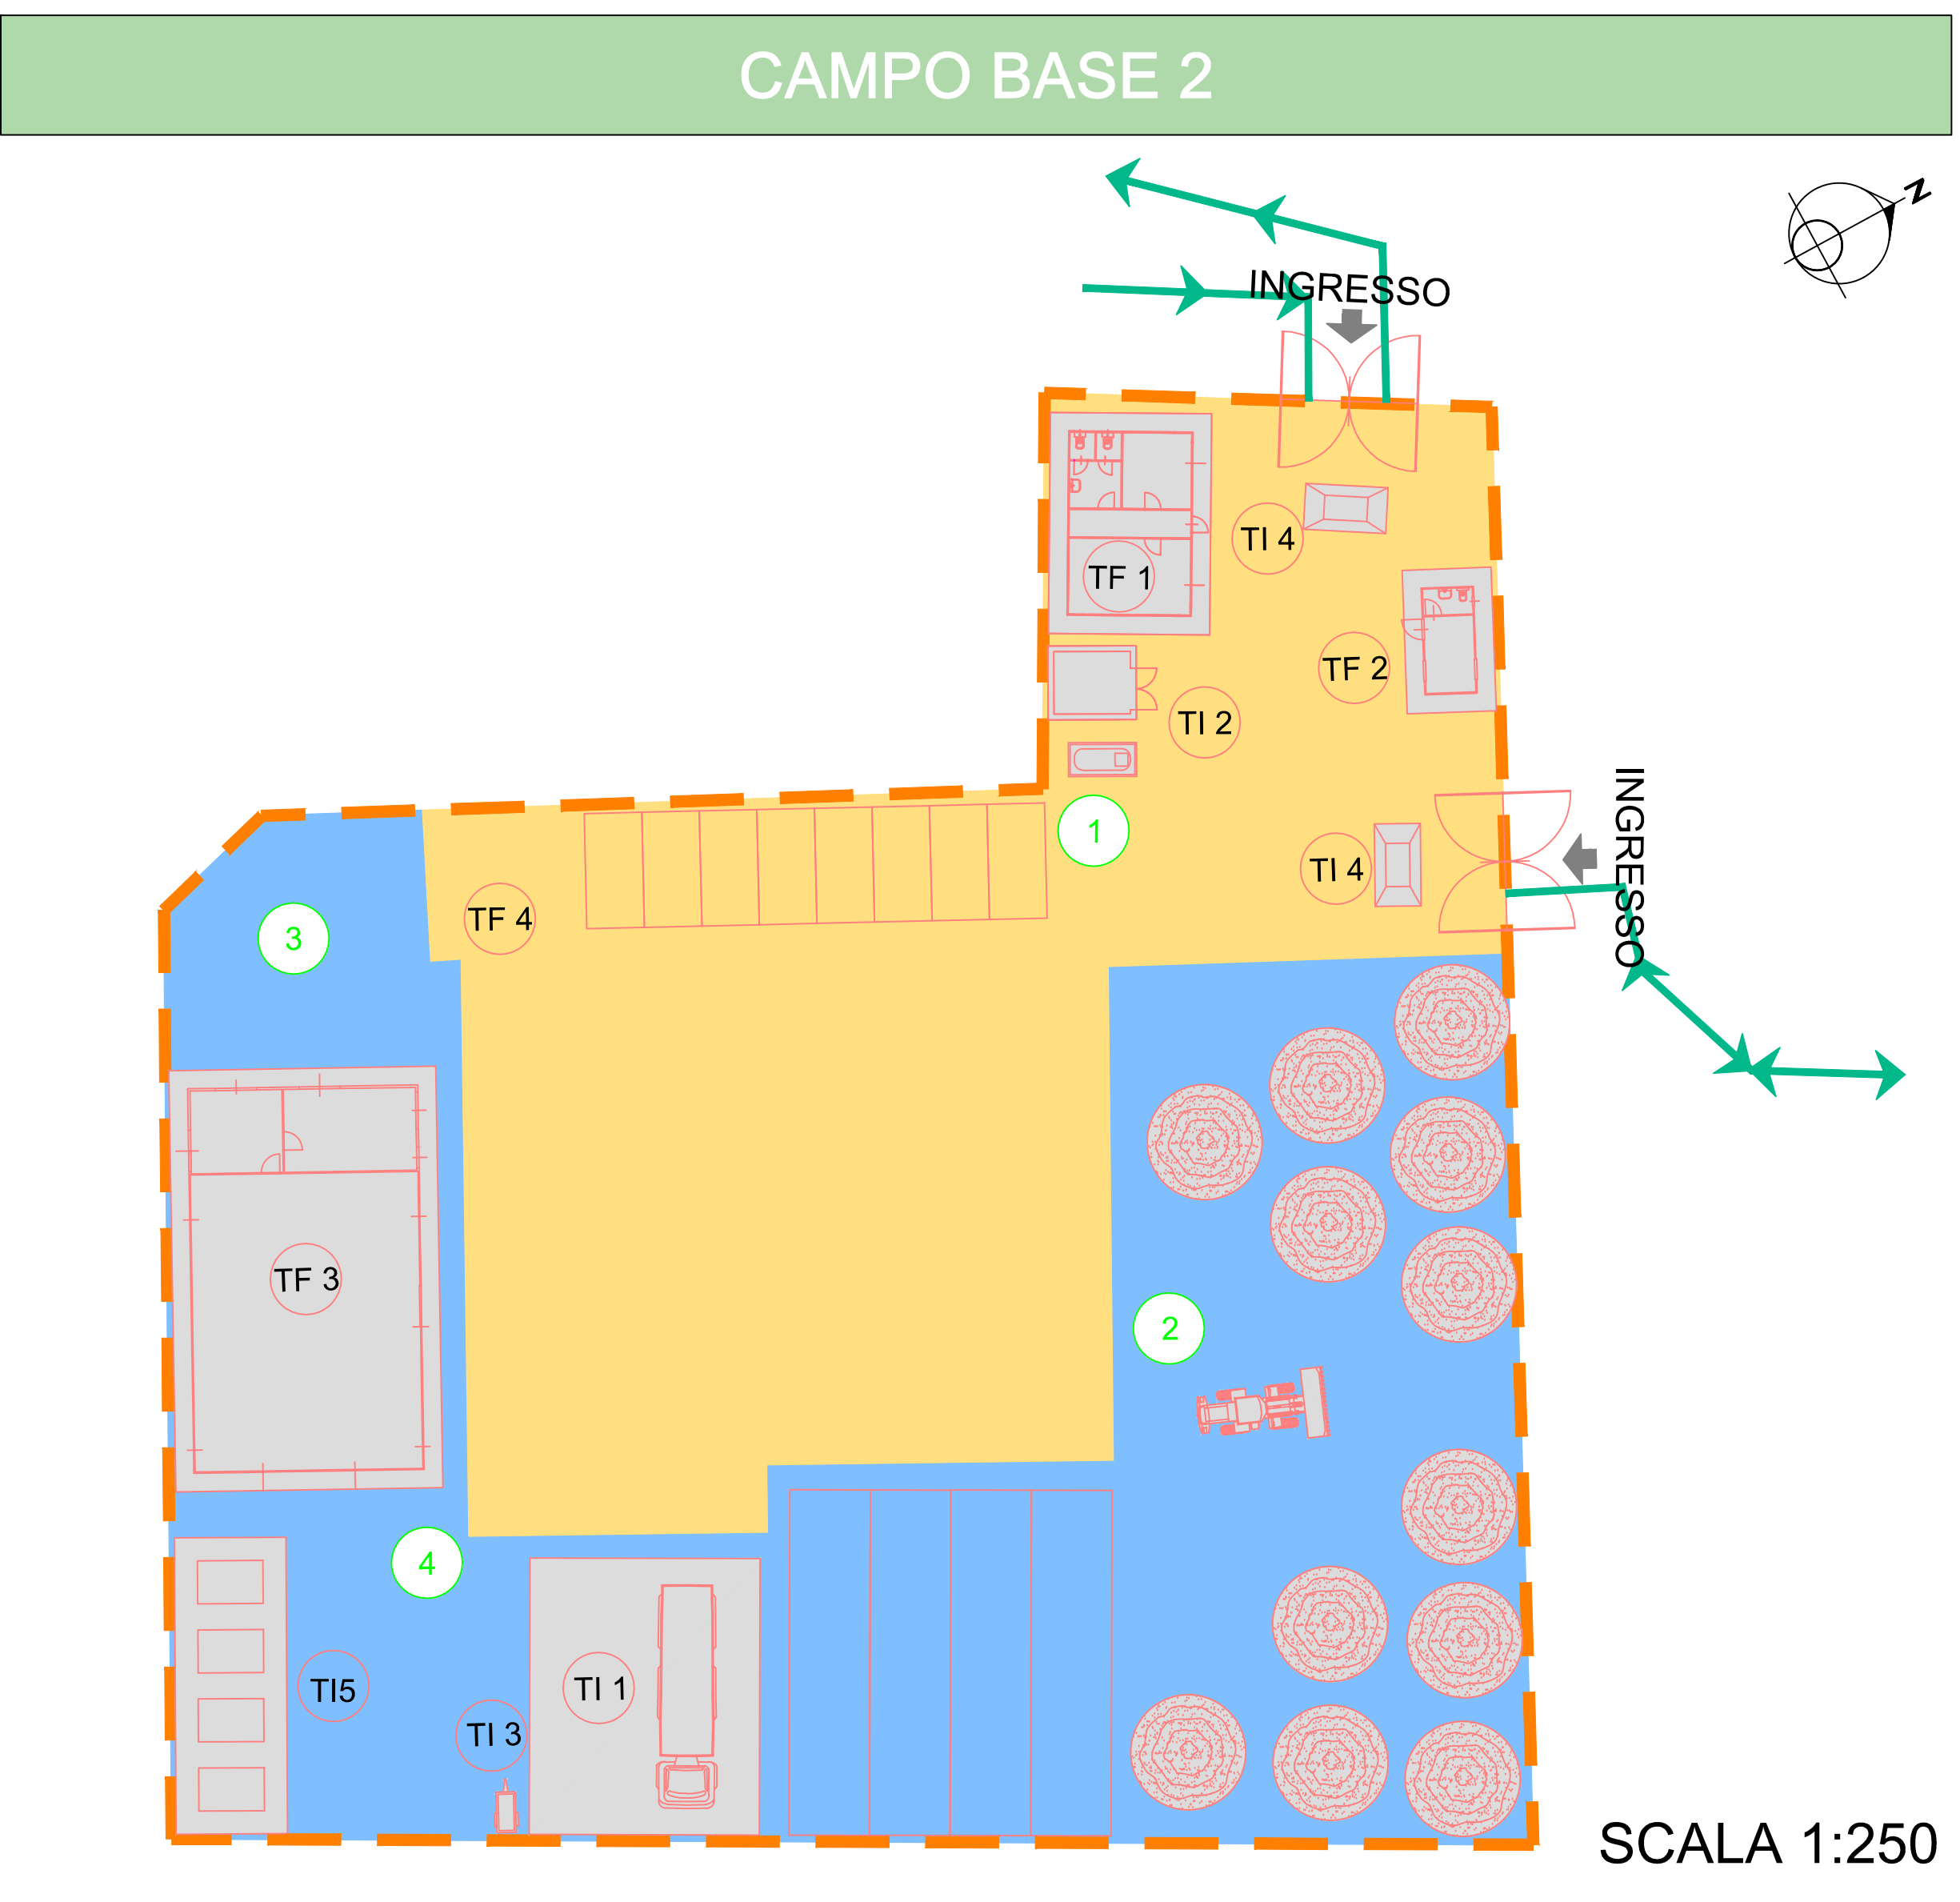 CAMPO BASE 2
N
INGRESSO
TI 4
TF 1
TF 2
TI 2
INGRESSO
1
TI 4
TF 4
3
TF 3
2
4
TI5
TI 1
TI 3
SCALA 1:250